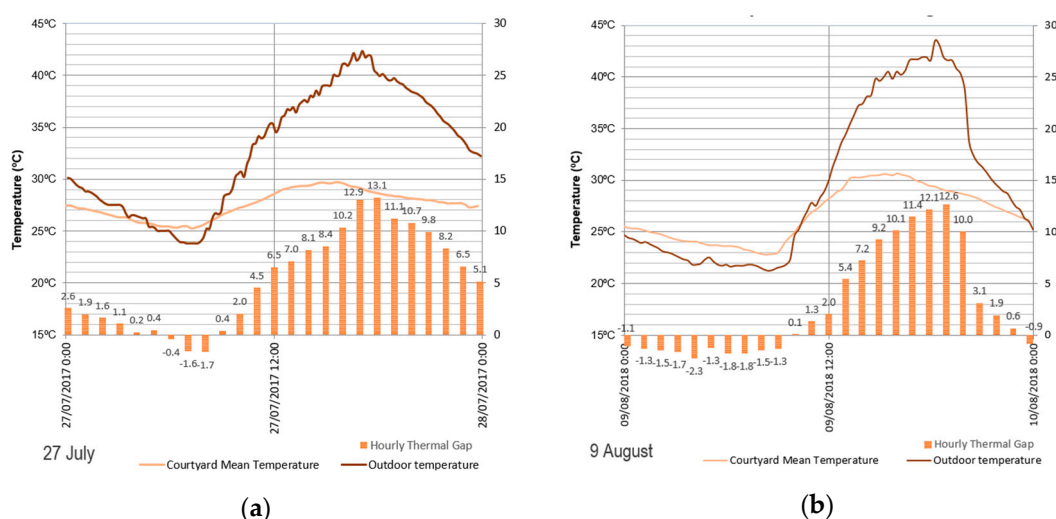 45ºC
40ºC
35ºC
30ºC
25ºC
20ºC
15ºC
Temperature (ºC)
30
25
20
15
10
5
0
2.6 1.9 1.6 1.1 0.2 0.4 -0.4 -1.6 -1.7 0.4 2.0 4.5 6.5 7.0 8.1 8.4 10.2 12.9 13.1 11.1 10.7 9.8 8.2 6.5 5.1
27/07/2017 0:00
27/07/2017 12:00
28/07/2017 0:00
27 July
Hourly Thermal Gap
Courtyard Mean Temperature
Outdoor temperature
(a)
45ºC
40ºC
35ºC
30ºC
25ºC
20ºC
15ºC
Temperature (ºC)
30
25
20
15
10
5
0
-1.1 -1.3 -1.5 -1.7 -2.3 -1.3 -1.8 -1.8 -1.5 -1.3 0.1 1.3 2.0 5.4 7.2 9.2 10.1 11.4 12.1 12.6 10.0 3.1 1.9 0.6 -0.9
09/08/2018 0:00
09/08/2018 12:00
10/08/2018 0:00
9 August
Hourly Thermal Gap
Courtyard Mean Temperature
Outdoor temperature
(b)